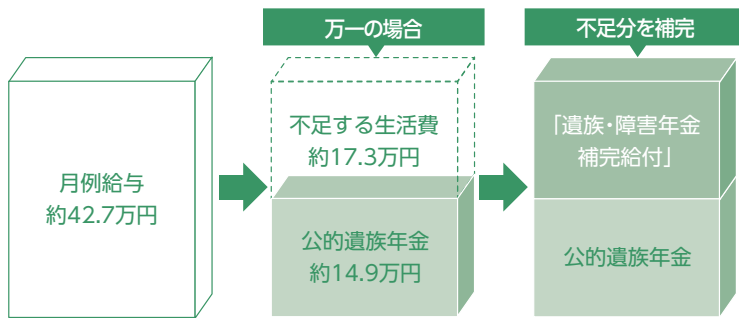 万一の場合
不足分を補完
月例給与
約42.7万円
不足する生活費
約17.3万円
公的遺族年金
約14.9万円
「遺族・障害年金
補完給付」
公的遺族年金